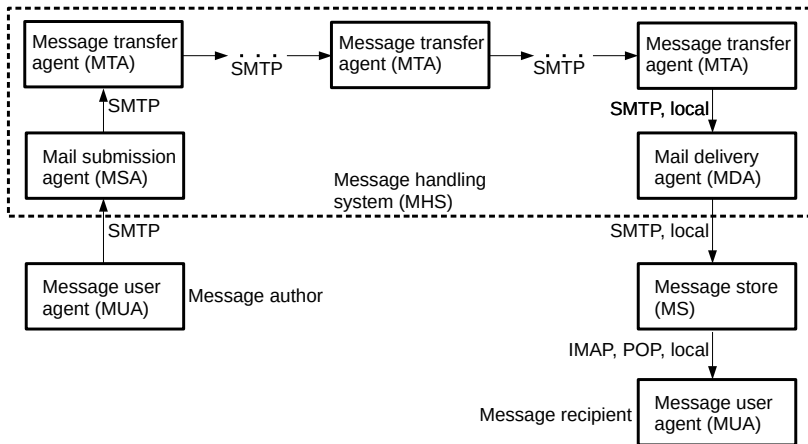 Message transfer
agent (MTA)
. . .
SMTP
Message transfer
agent (MTA)
. . .
SMTP
Message transfer
agent (MTA)
SMTP
SMTP, local
Mail submission
agent (MSA)
Mail delivery
agent (MDA)
Message handling
system (MHS)
SMTP
SMTP, local
Message user
agent (MUA)
Message author
Message store
(MS)
IMAP, POP, local
Message recipient
Message user
agent (MUA)